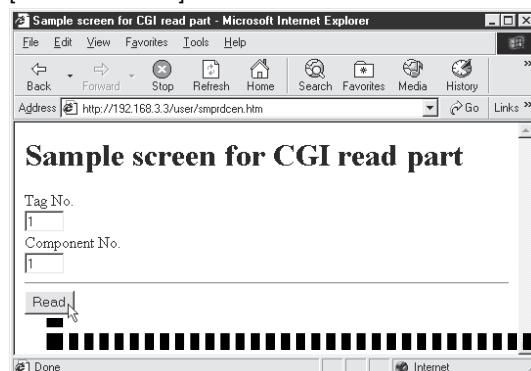 Sample screen for CGI read part - Microsoft Internet Explorer
File Edit View Favorites Tools Help
Back Forward Stop Refresh Home Search Favorites Media History »
Address http://192.168.3.3/user/smprdcen.htm Go Links »
Sample screen for CGI read part
Tag No.
1
Component No.
1
Read
Done Internet